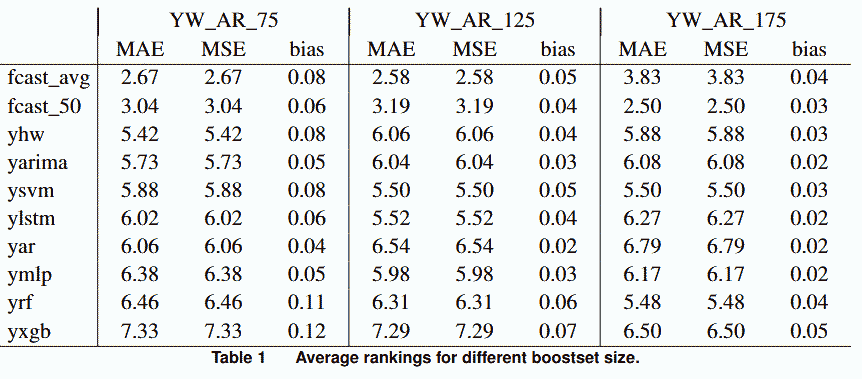 YW_AR_75 YW_AR_125 YW_AR_175
MAE MSE bias MAE MSE bias MAE MSE bias
fcast_avg 2.67 2.67 0.08 2.58 2.58 0.05 3.83 3.83 0.04
fcast_50 3.04 3.04 0.06 3.19 3.19 0.04 2.50 2.50 0.03
yhw 5.42 5.42 0.08 6.06 6.06 0.04 5.88 5.88 0.03
yarima 5.73 5.73 0.05 6.04 6.04 0.03 6.08 6.08 0.02
ysvm 5.88 5.88 0.08 5.50 5.50 0.05 5.50 5.50 0.03
ylstm 6.02 6.02 0.06 5.52 5.52 0.04 6.27 6.27 0.02
yar 6.06 6.06 0.04 6.54 6.54 0.02 6.79 6.79 0.02
ymlp 6.38 6.38 0.05 5.98 5.98 0.03 6.17 6.17 0.02
yrf 6.46 6.46 0.11 6.31 6.31 0.06 5.48 5.48 0.04
yxgb 7.33 7.33 0.12 7.29 7.29 0.07 6.50 6.50 0.05
Table 1 Average rankings for different boostset size.